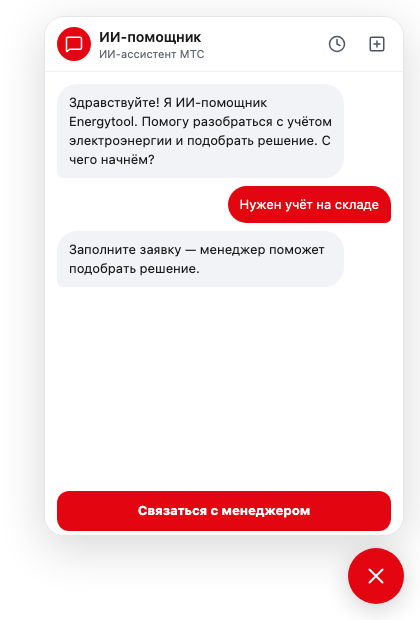 ИИ-помощник
ИИ-ассистент МТС
Здравствуйте! Я ИИ-помощник
Energytool. Помогу разобраться с учётом
электроэнергии и подобрать решение. С
чего начнём?
Нужен учёт на складе
Заполните заявку — менеджер поможет
подобрать решение.
Связаться с менеджером